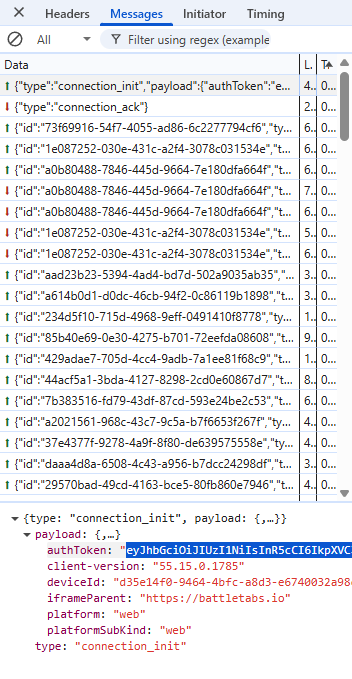 Headers Messages Initiator Timing
All Filter using regex (example
Data L. T
{"type":"connection_init","payload":{"authToken":"e... 4.. 0...
{"type":"connection_ack"} 2.. 0...
{"id":"73f69916-54f7-4055-ad86-6c2277794cf6","ty... 6.. 0...
{"id":"1e087252-030e-431c-a2f4-3078c031534e","t... 6.. 0...
{"id":"a0b80488-7846-445d-9664-7e180dfa664f","t... 6.. 0...
{"id":"a0b80488-7846-445d-9664-7e180dfa664f","t... 7.. 0...
{"id":"a0b80488-7846-445d-9664-7e180dfa664f","t... 6.. 0...
{"id":"1e087252-030e-431c-a2f4-3078c031534e","t... 5.. 0...
{"id":"1e087252-030e-431c-a2f4-3078c031534e","t... 6.. 0...
{"id":"aad23b23-5394-4ad4-bd7d-502a9035ab35","t... 3.. 0...
{"id":"a614b0d1-d0dc-46cb-94f2-0c86119b1898","t... 3.. 0...
{"id":"234d5f10-715d-4968-9eff-0491410f8778","ty... 1.. 0...
{"id":"85b40e69-0e30-4275-b701-72eefda08608","t... 9.. 0...
{"id":"429adae7-705d-4cc4-9adb-7a1ee81f68c9","t... 1.. 0...
{"id":"44acf5a1-3bda-4127-8298-2cd0e60867d7","t... 8.. 0...
{"id":"7b383516-fd79-43df-87cd-593e24be2c53","t... 6.. 0...
{"id":"a2021561-968c-43c7-9c5a-b7f6653f267f","ty... 4.. 0...
{"id":"37e4377f-9278-4a9f-8f80-de639575558e","t... 4.. 0...
{"id":"daaa4d8a-6508-4c43-a956-b7dcc24298df","t... 3.. 0...
{"id":"29570bad-49cd-4163-bce5-80fb860e7946","t... 4.. 0...
{type: "connection_init", payload: {,…}}
payload: {,…}
authToken: "eyJhbGciOiJIUzI1NiIsInR5cCI6IkpXVC
client-version: "55.15.0.1785"
deviceId: "d35e14f0-9464-4bfc-a8d3-e6740032a98
iframeParent: "https://battletabs.io"
platform: "web"
platformSubKind: "web"
type: "connection_init"